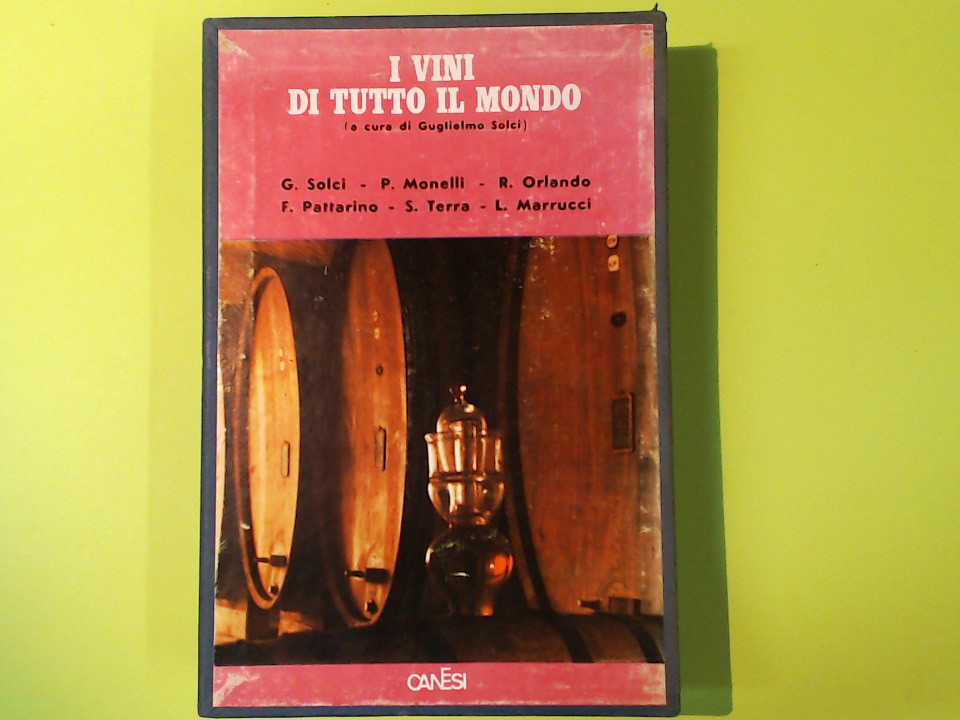 I VINI
DI TUTTO IL MONDO
(a cura di Guglielmo Solci)
G. Solci - P. Monelli - R. Orlando
F. Pattarino - S. Terra - L. Marrucci
CANESI